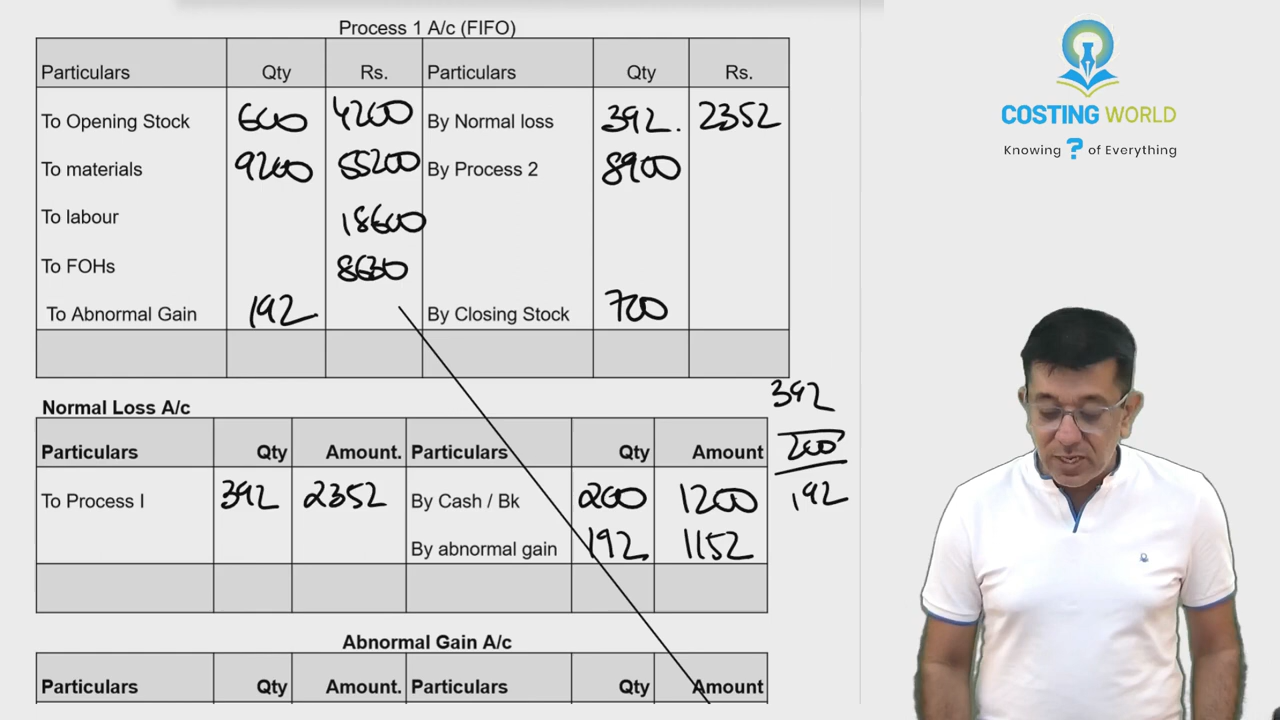 Process 1 A/c (FIFO)
Particulars Qty Rs. Particulars Qty Rs.
To Opening Stock 600 4200 By Normal loss 392. 2352
To materials 9200 55200 By Process 2 8900
To labour 18600
To FOHs 8630
To Abnormal Gain 192 By Closing Stock 700
Normal Loss A/c
Particulars Qty Amount. Particulars Qty Amount
To Process I 392 2352 By Cash / Bk 200 1200
By abnormal gain 192 1152
392
200
192
Abnormal Gain A/c
Particulars Qty Amount. Particulars Qty Amount
COSTING WORLD
Knowing ? of Everything